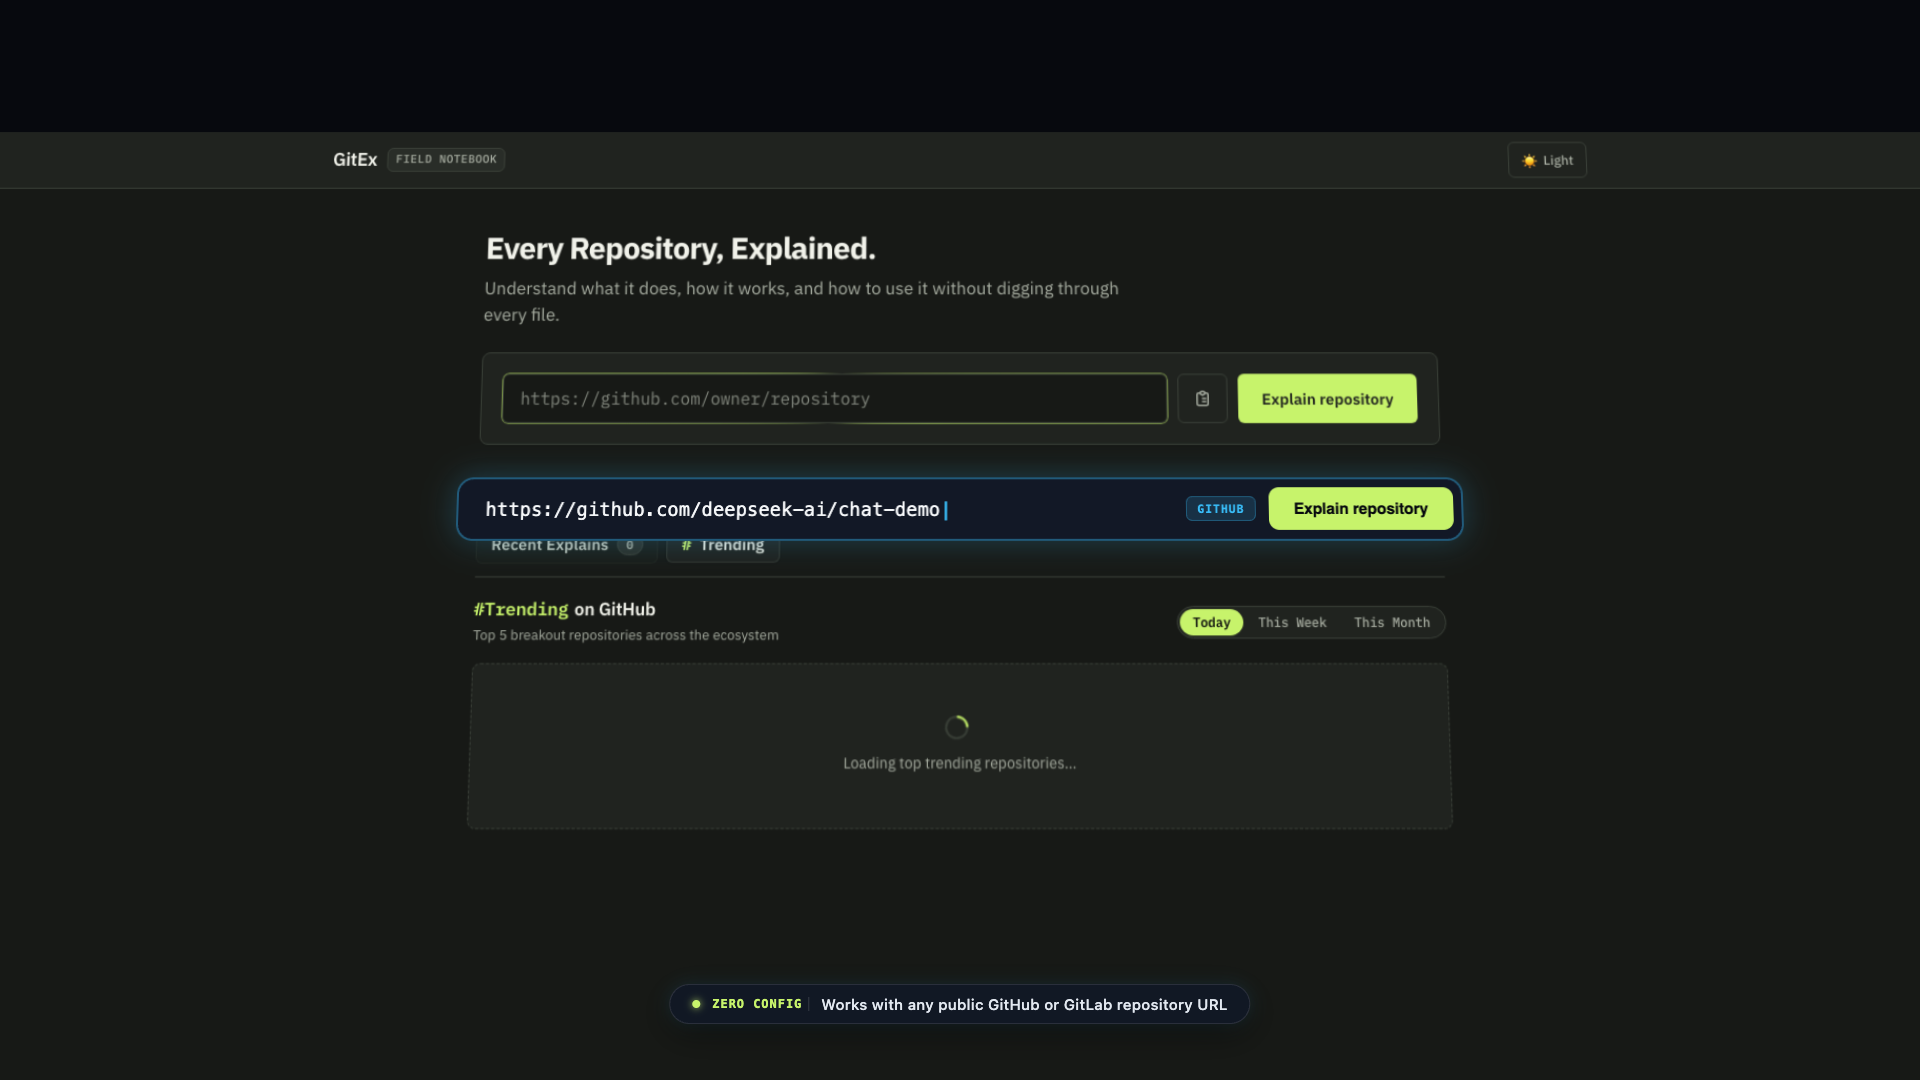 GitEx FIELD NOTEBOOK
Light
Every Repository, Explained.
Understand what it does, how it works, and how to use it without digging through
every file.
https://github.com/owner/repository
Explain repository
https://github.com/deepseek-ai/chat-demo
GITHUB
Explain repository
Recent Explains 0
# Trending
#Trending on GitHub
Top 5 breakout repositories across the ecosystem
Today This Week This Month
Loading top trending repositories...
ZERO CONFIG
Works with any public GitHub or GitLab repository URL